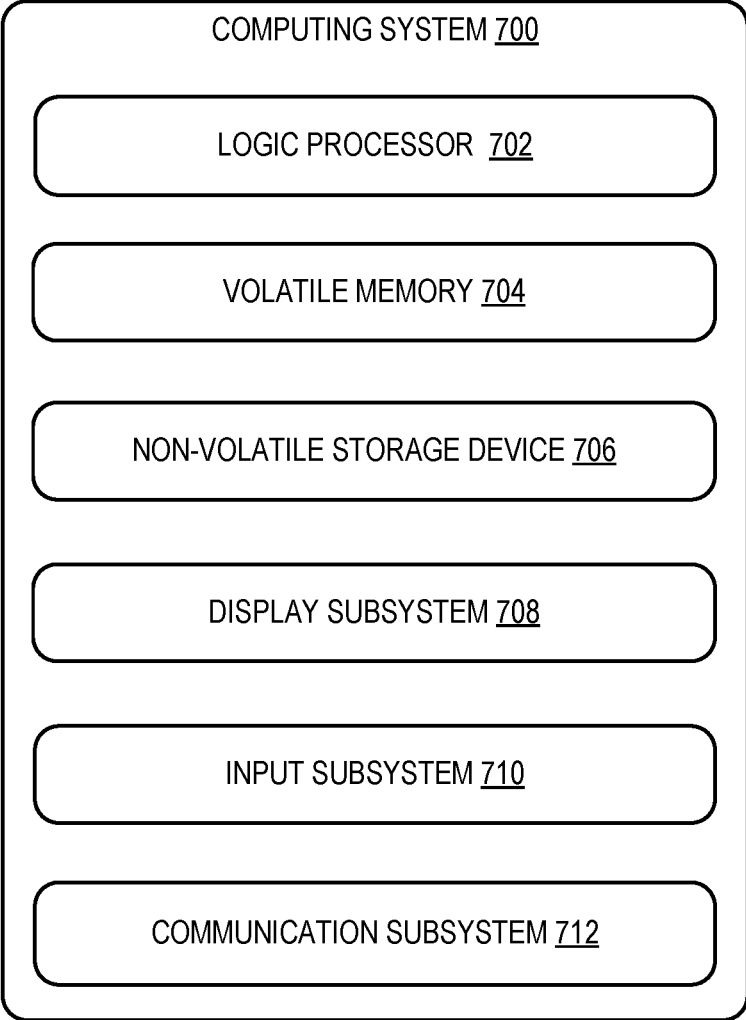 COMPUTING SYSTEM 700
LOGIC PROCESSOR 702
VOLATILE MEMORY 704
NON-VOLATILE STORAGE DEVICE 706
DISPLAY SUBSYSTEM 708
INPUT SUBSYSTEM 710
COMMUNICATION SUBSYSTEM 712